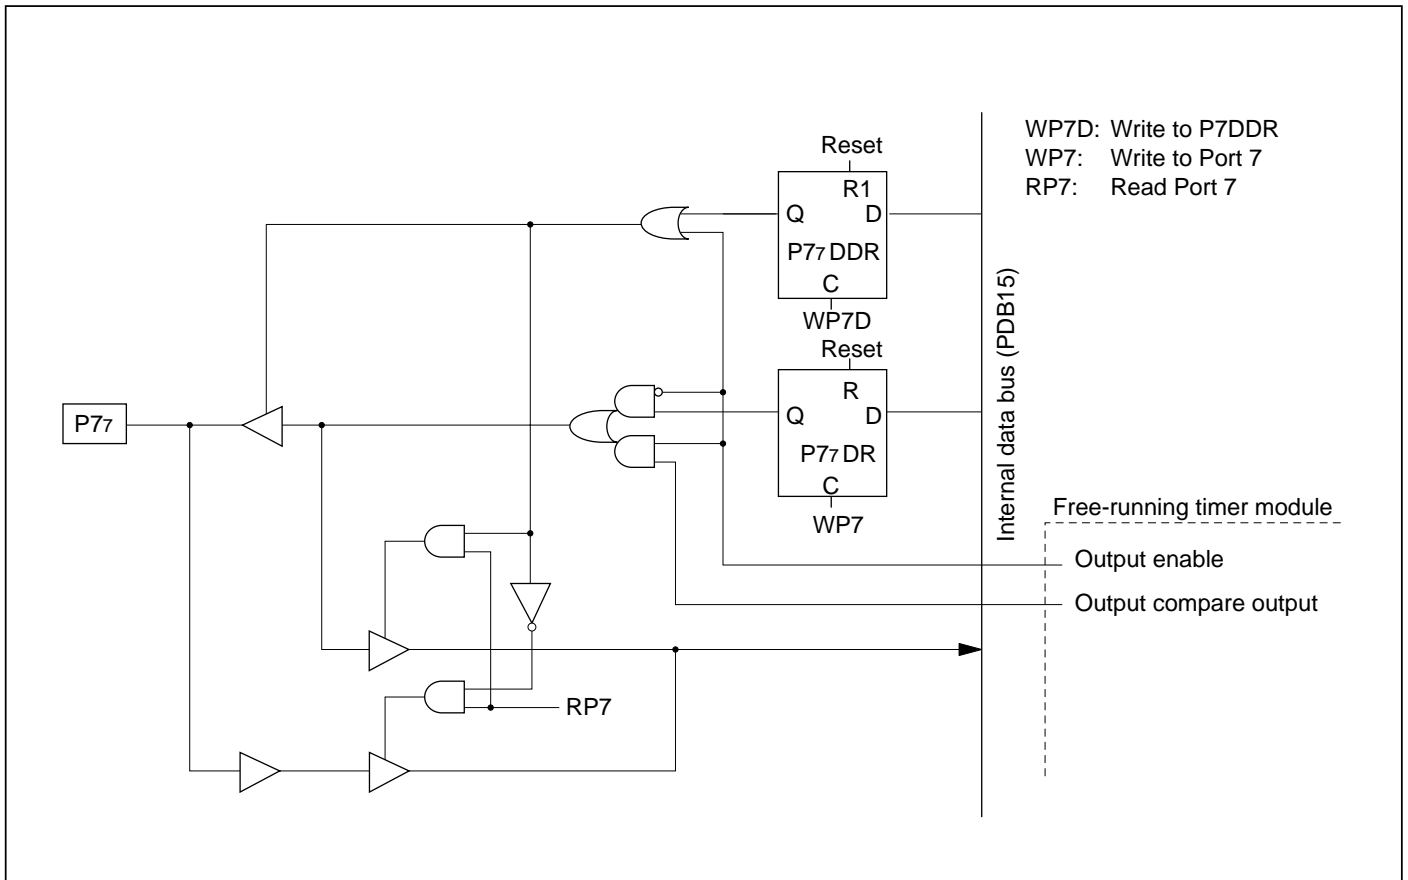 WP7D: Write to P7DDR
WP7: Write to Port 7
RP7: Read Port 7
Reset
R1
Q D
P77 DDR
C
WP7D
Reset
R
Q D
P77 DR
C
WP7
P77
Internal data bus (PDB15)
Free-running timer module
Output enable
Output compare output
RP7